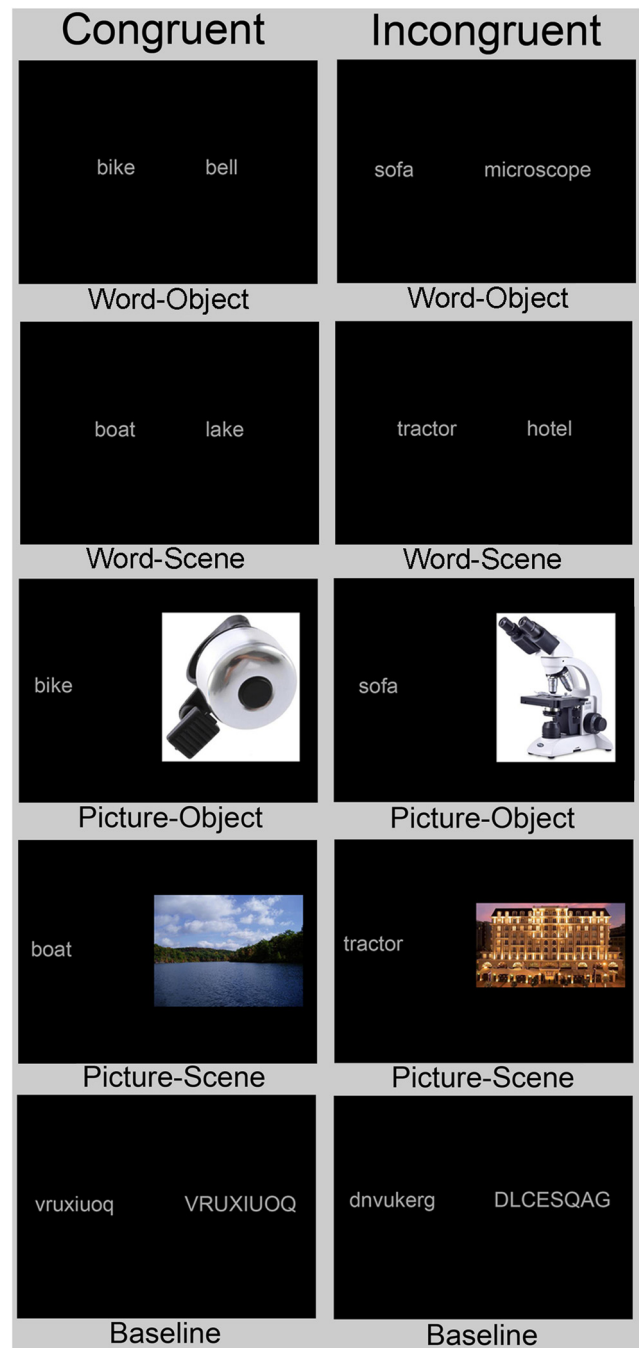 Congruent Incongruent
bike bell sofa microscope
Word-Object Word-Object
boat lake tractor hotel
Word-Scene Word-Scene
bike sofa
Picture-Object Picture-Object
boat tractor
Picture-Scene Picture-Scene
vruxiuoq VRUXIUOQ dnvukerg DLCESQAG
Baseline Baseline